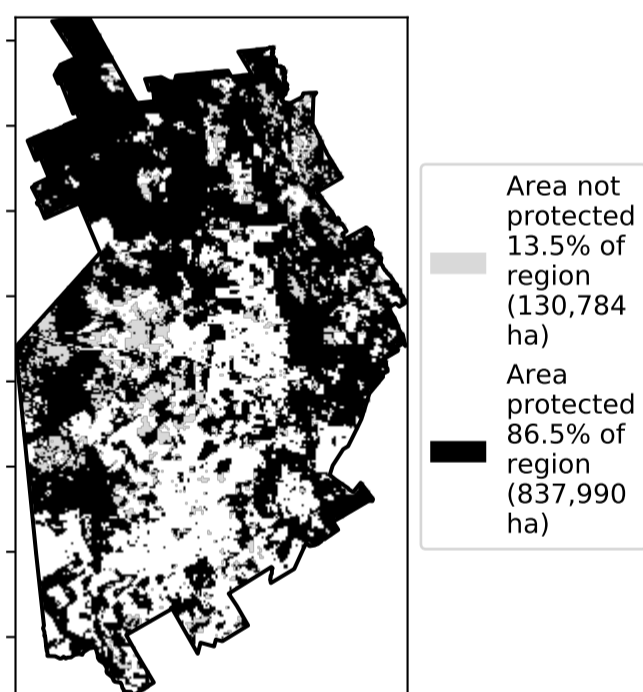 Area not
protected
13.5% of
region
(130,784
ha)
Area
protected
86.5% of
region
(837,990
ha)